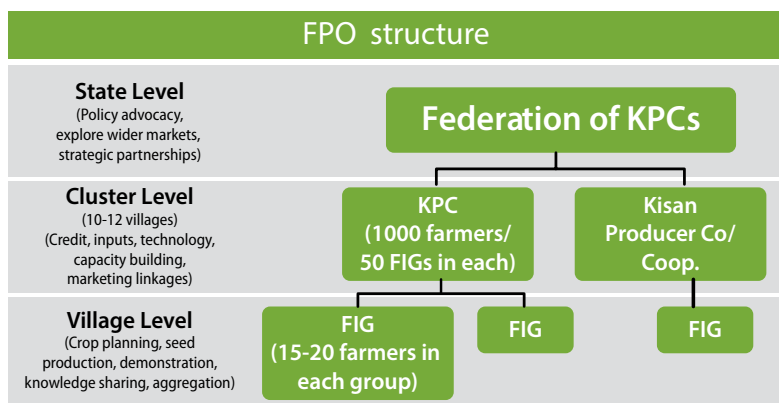 FPO structure
State Level
(Policy advocacy,
explore wider markets,
strategic partnerships)
Federation of KPCs
Cluster Level
(10-12 villages)
(Credit, inputs, technology,
capacity building,
marketing linkages)
KPC
(1000 farmers/
50 FIGs in each)
Kisan
Producer Co/
Coop.
Village Level
(Crop planning, seed
production, demonstration,
knowledge sharing, aggregation)
FIG
(15-20 farmers in
each group)
FIG
FIG